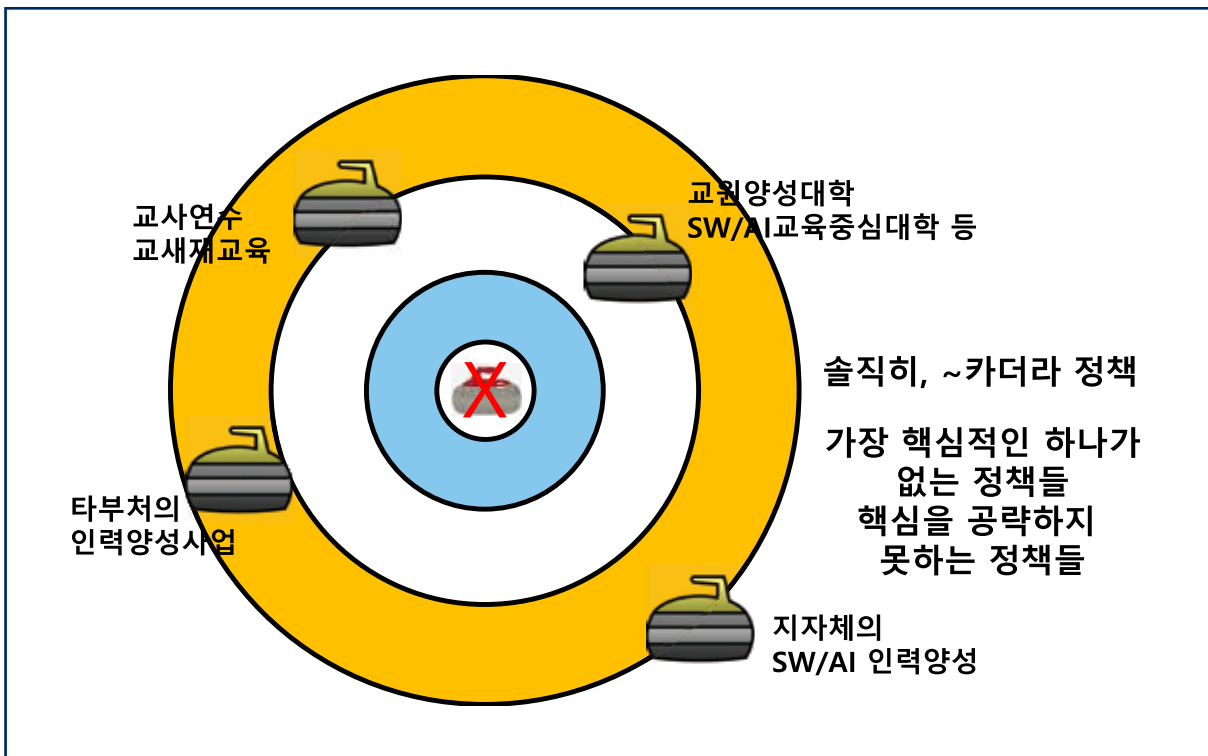 교사연수
교새재교육
교원양성대학
SW/AI교육중심대학 등
X
솔직히, ~카더라 정책
가장 핵심적인 하나가
없는 정책들
핵심을 공략하지
못하는 정책들
타부처의
인력양성사업
지자체의
SW/AI 인력양성